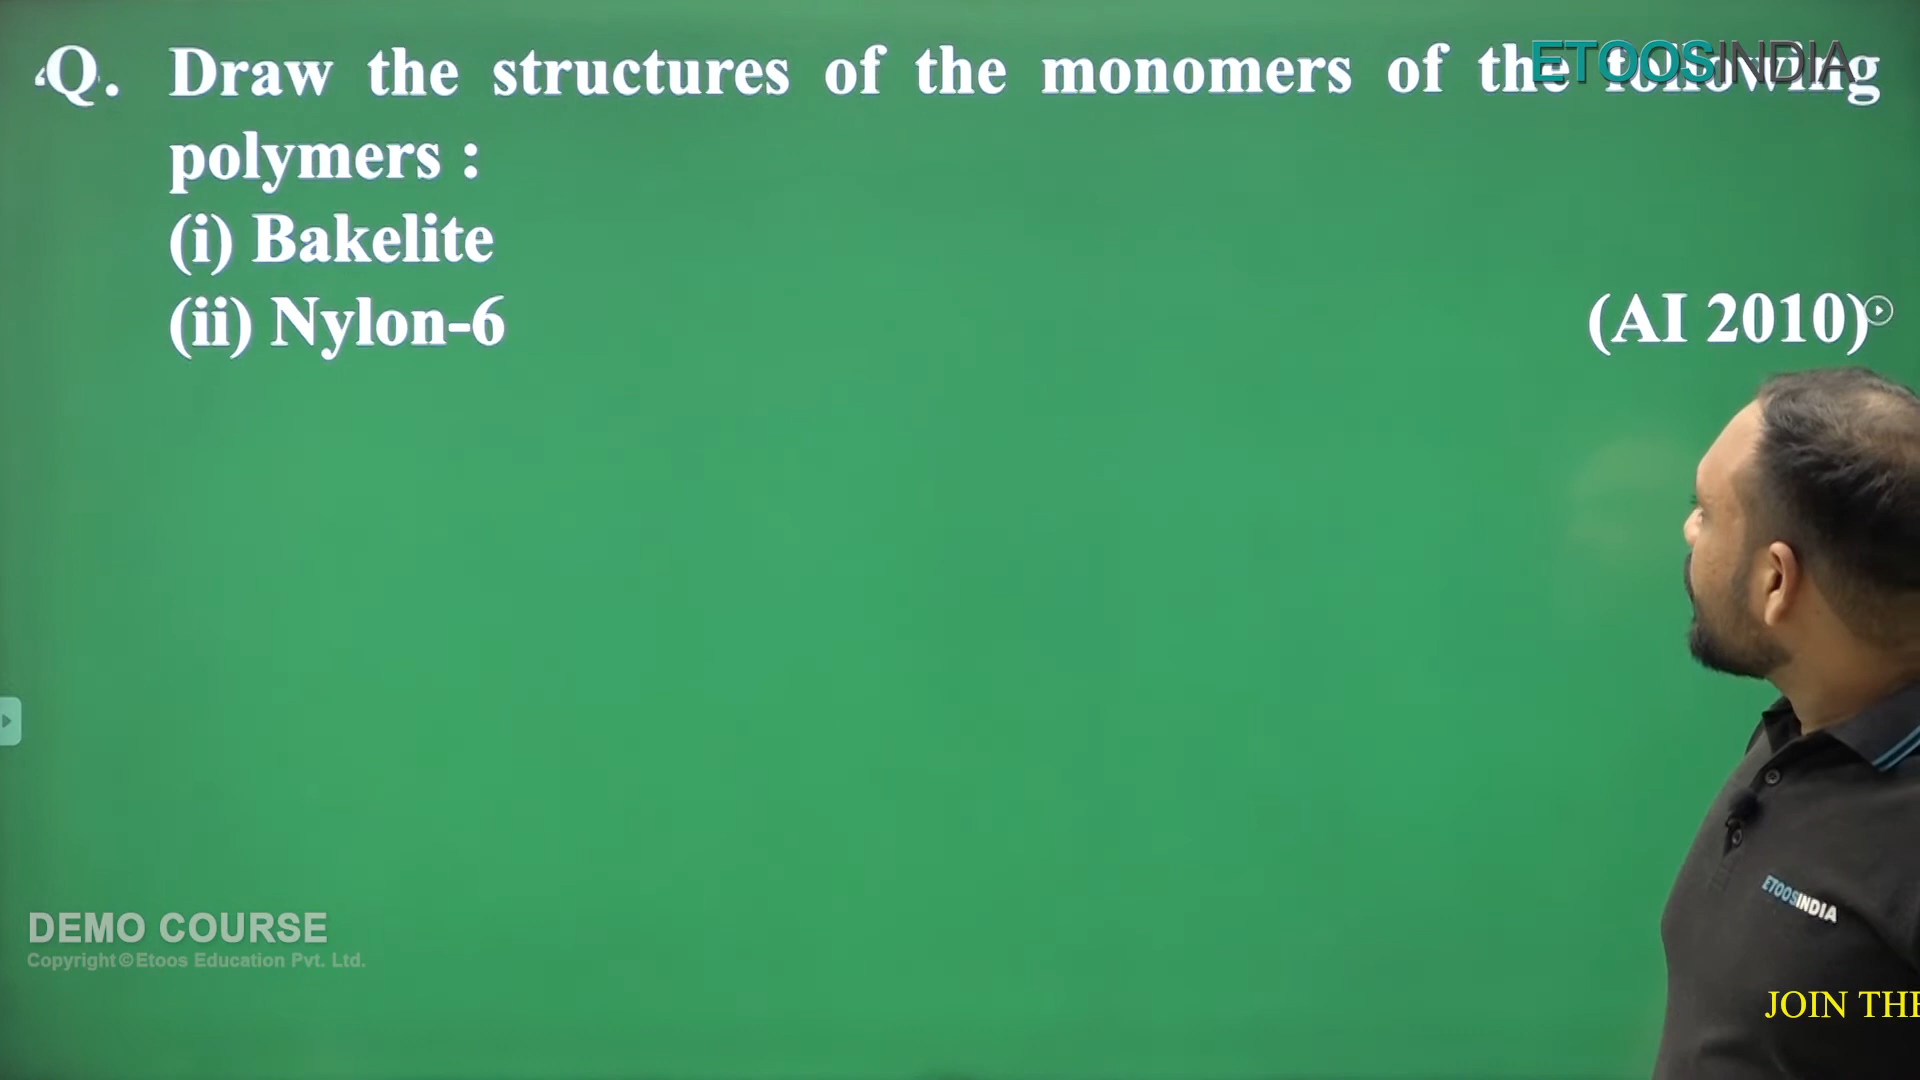 Q. Draw the structures of the monomers of the following
ETOOSINDIA
polymers :
(i) Bakelite
(ii) Nylon-6
(AI 2010)
ETOOSINDIA
DEMO COURSE
Copyright©Etoos Education Pvt. Ltd.
JOIN THE